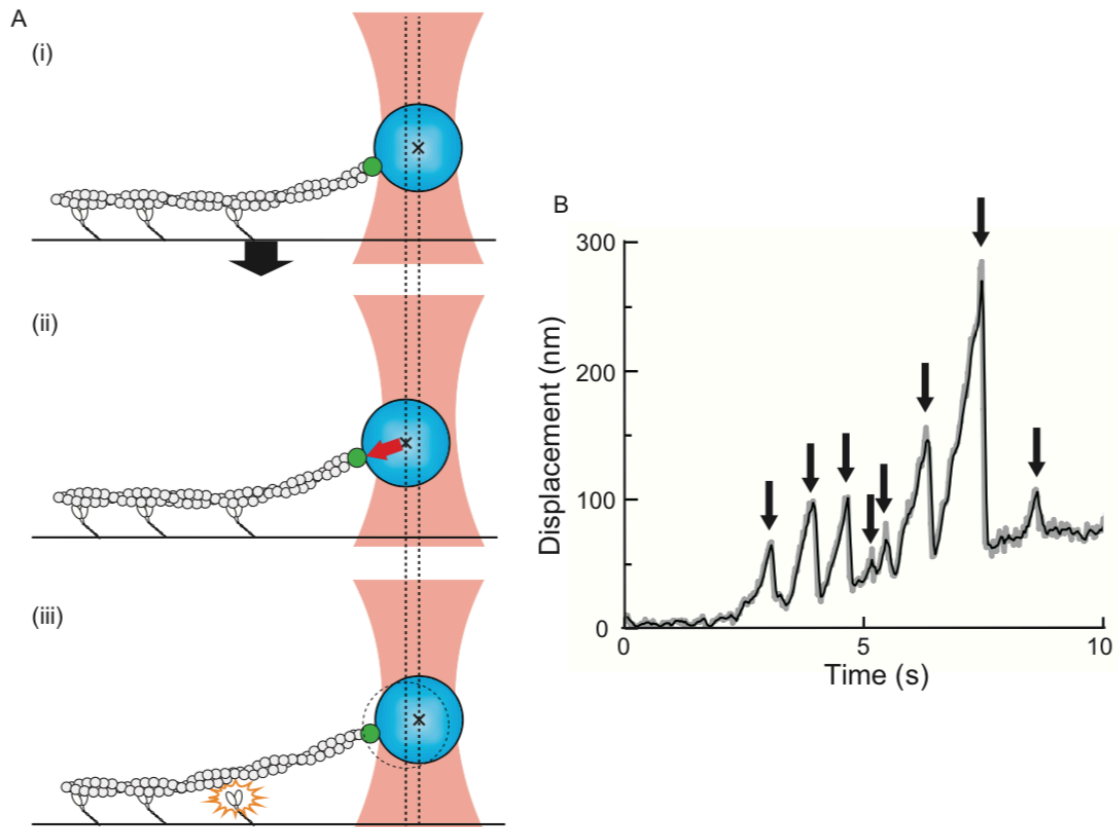 A
(i)
(ii)
(iii)
B
300
200
100
0
Displacement (nm)
0
5
10
Time (s)